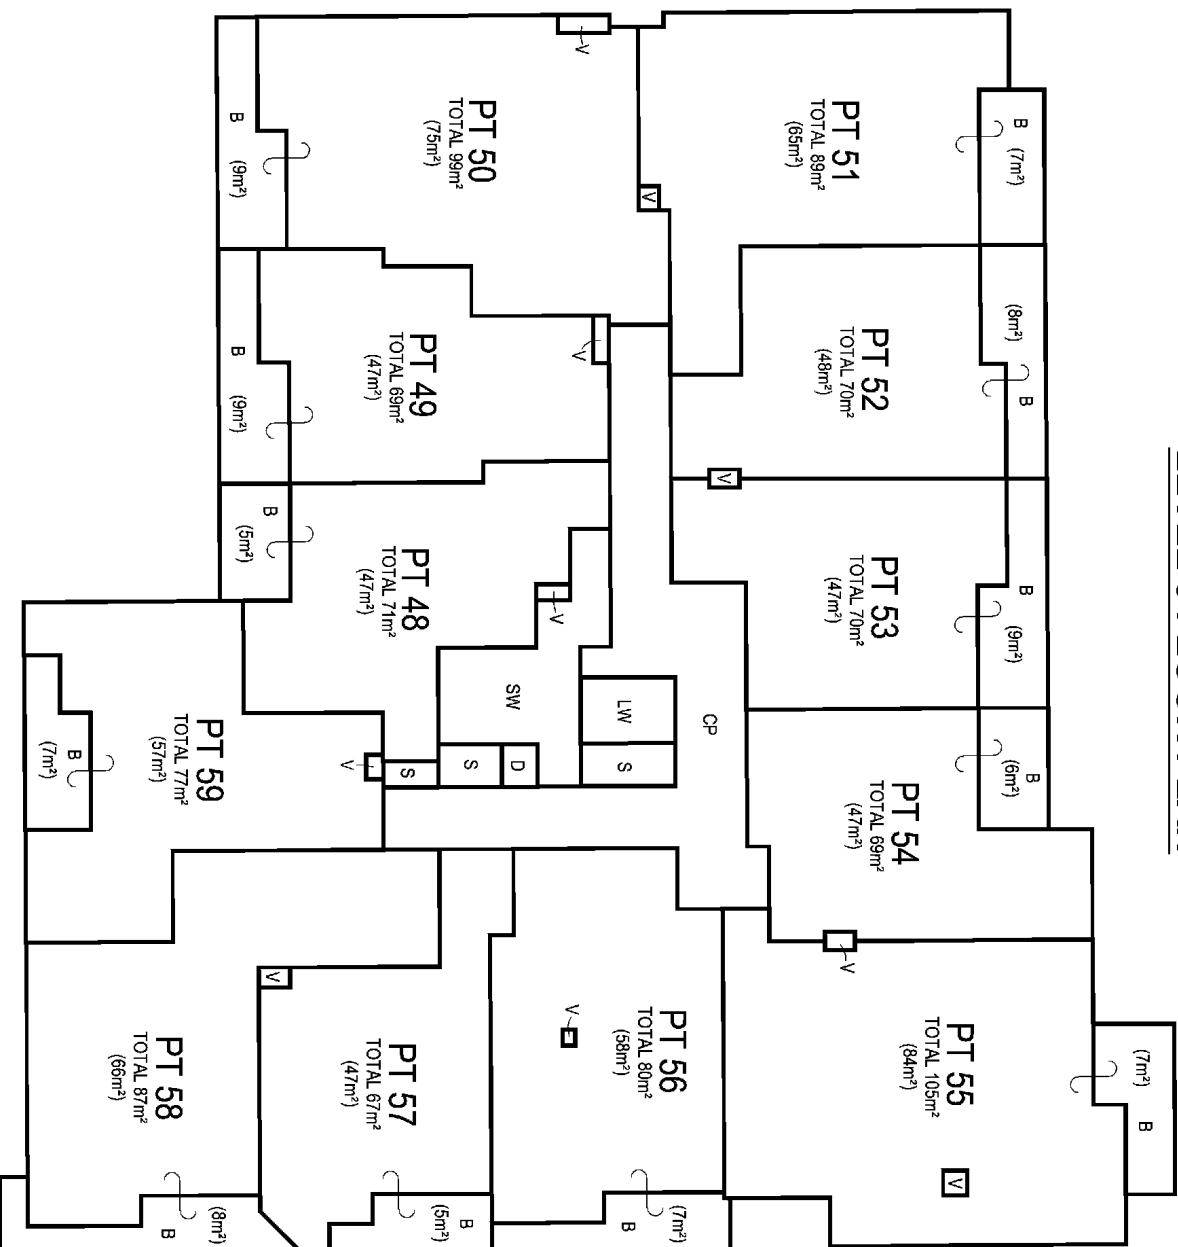 PT 51
TOTAL 89m²
(65m²)
B
(7m²)
V
PT 50
TOTAL 99m²
(75m²)
B
(9m²)
V
PT 52
TOTAL 70m²
(48m²)
(8m²)
B
PT 49
TOTAL 69m²
(47m²)
V
B
(9m²)
V
PT 53
TOTAL 70m²
(47m²)
B
(9m²)
PT 48
TOTAL 71m²
(47m²)
V
B
(5m²)
SW
LW
CP
S
D
S
S
V
PT 54
TOTAL 69m²
(47m²)
B
(6m²)
PT 59
TOTAL 77m²
(57m²)
B
(7m²)
V
PT 55
TOTAL 105m²
(84m²)
(7m²)
B
V
PT 56
TOTAL 80m²
(58m²)
V
(7m²)
B
PT 57
TOTAL 67m²
(47m²)
B
(5m²)
V
PT 58
TOTAL 87m²
(66m²)
(8m²)
B